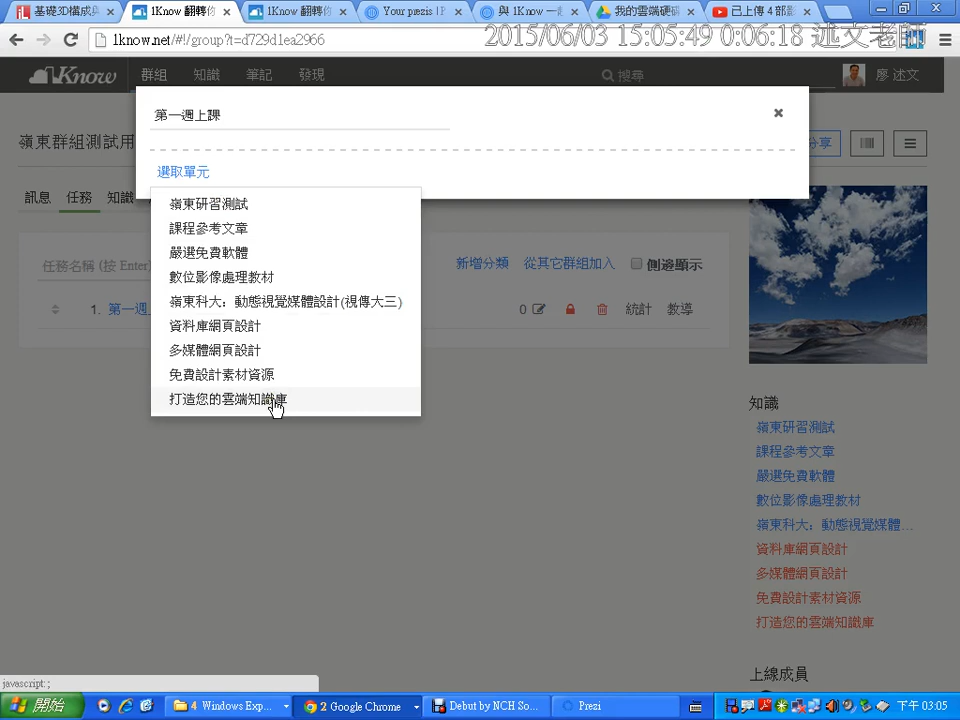 基礎3D構成與
1Know 翻轉你
1Know 翻轉你
Your prezis | P
與 1Know 一起
我的雲端硬碟
已上傳 4 部影
1know.net/#!/group?t=d729d1ea2966
2015/06/03 15:05:49 0:06:18 述文老師
1Know
群組
知識
筆記
發現
搜尋
廖 述文
第一週上課
嶺東群組測試用
分享
選取單元
訊息
任務
知識
嶺東研習測試
課程參考文章
嚴選免費軟體
數位影像處理教材
嶺東科大：動態視覺媒體設計(視傳大三)
資料庫網頁設計
多媒體網頁設計
免費設計素材資源
打造您的雲端知識庫
任務名稱 (按 Enter
新增分類
從其它群組加入
側邊顯示
1. 第一週
0
統計
教導
知識
嶺東研習測試
課程參考文章
嚴選免費軟體
數位影像處理教材
嶺東科大：動態視覺媒體...
資料庫網頁設計
多媒體網頁設計
免費設計素材資源
打造您的雲端知識庫
上線成員
javascript:;
開始
4 Windows Exp...
2 Google Chrome
Debut by NCH So...
Prezi
下午 03:05